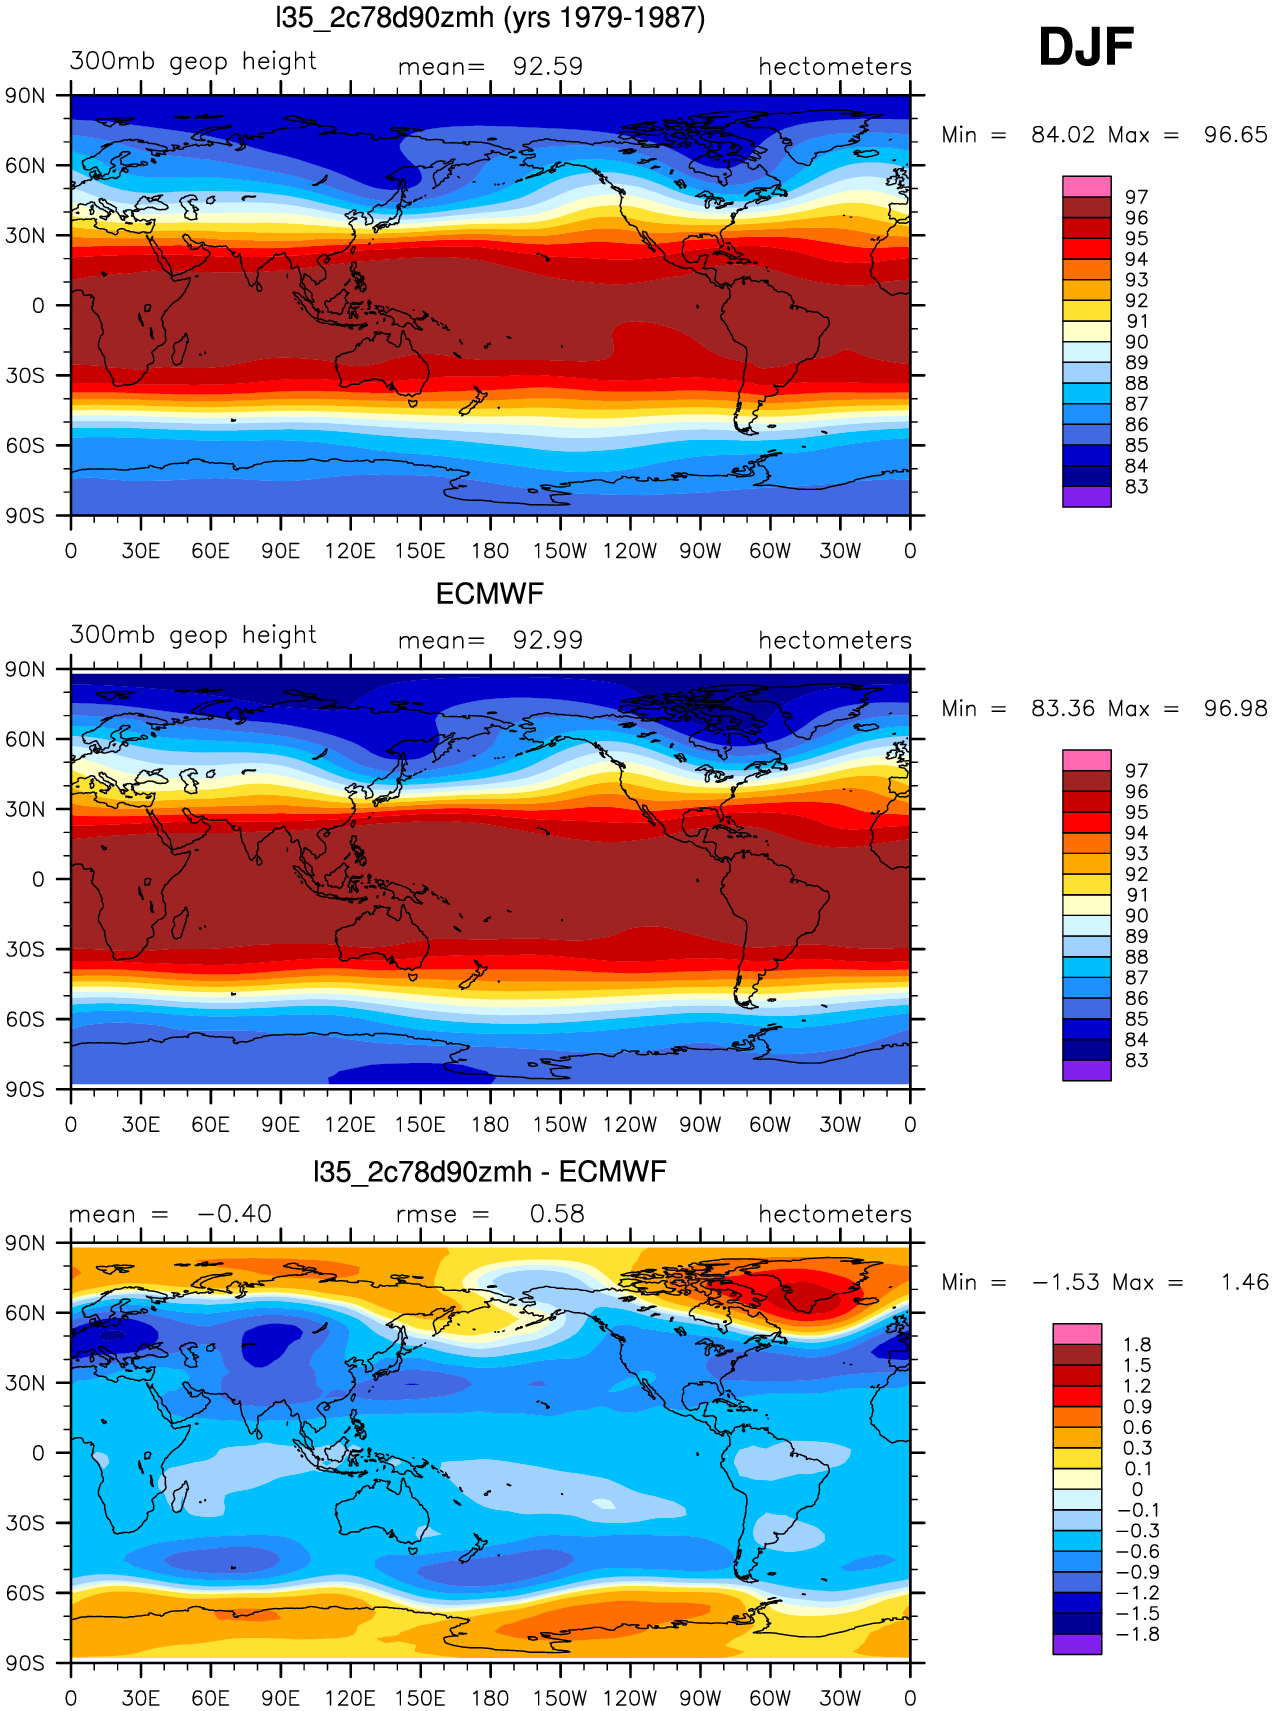 l35_2c78d90zmh (yrs 1979-1987)
DJF
300mb geop height mean= 92.59 hectometers
Min = 84.02 Max = 96.65
90N
60N
30N
0
30S
60S
90S
0 30E 60E 90E 120E 150E 180 150W 120W 90W 60W 30W 0
97
96
95
94
93
92
91
90
89
88
87
86
85
84
83
ECMWF
300mb geop height mean= 92.99 hectometers
Min = 83.36 Max = 96.98
90N
60N
30N
0
30S
60S
90S
0 30E 60E 90E 120E 150E 180 150W 120W 90W 60W 30W 0
97
96
95
94
93
92
91
90
89
88
87
86
85
84
83
l35_2c78d90zmh - ECMWF
mean = -0.40 rmse = 0.58 hectometers
Min = -1.53 Max = 1.46
90N
60N
30N
0
30S
60S
90S
0 30E 60E 90E 120E 150E 180 150W 120W 90W 60W 30W 0
1.8
1.5
1.2
0.9
0.6
0.3
0.1
0
-0.1
-0.3
-0.6
-0.9
-1.2
-1.5
-1.8